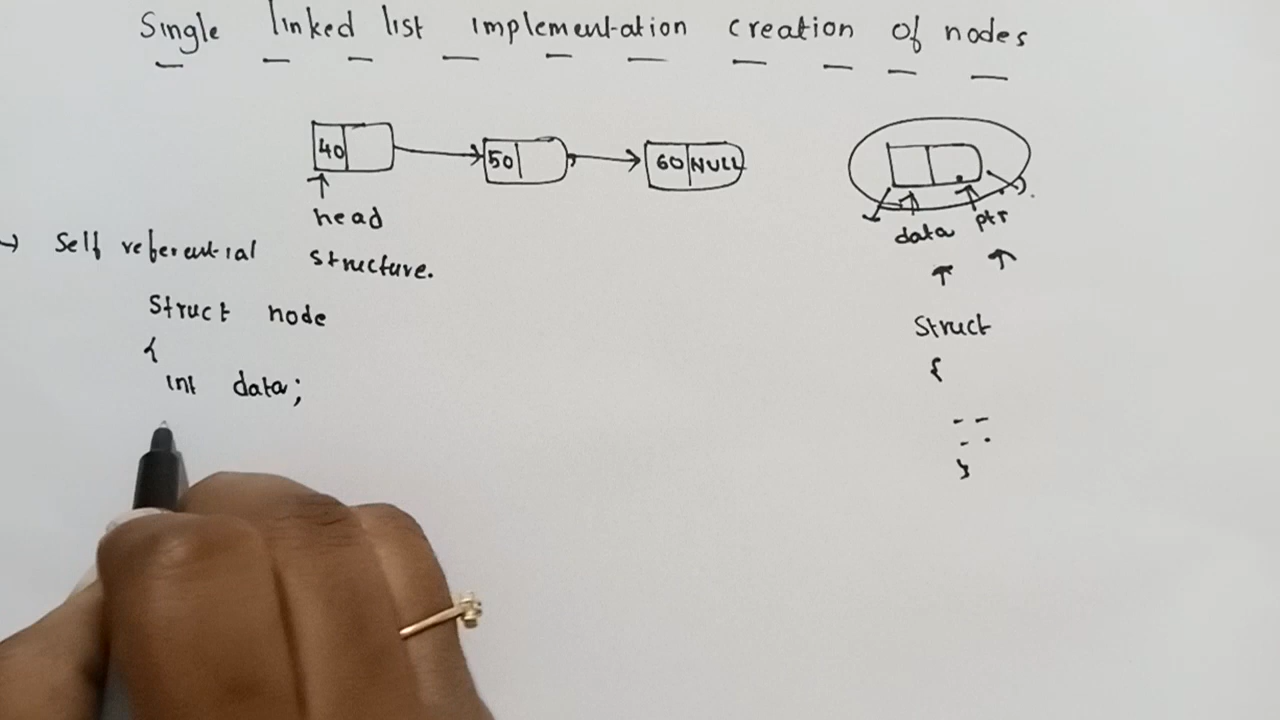 Single linked list implementation creation of nodes
40 50 60 NULL
head
data ptr
→ Self referential structure.
Struct node
{
int data;
Struct
{
-- --
- .
}